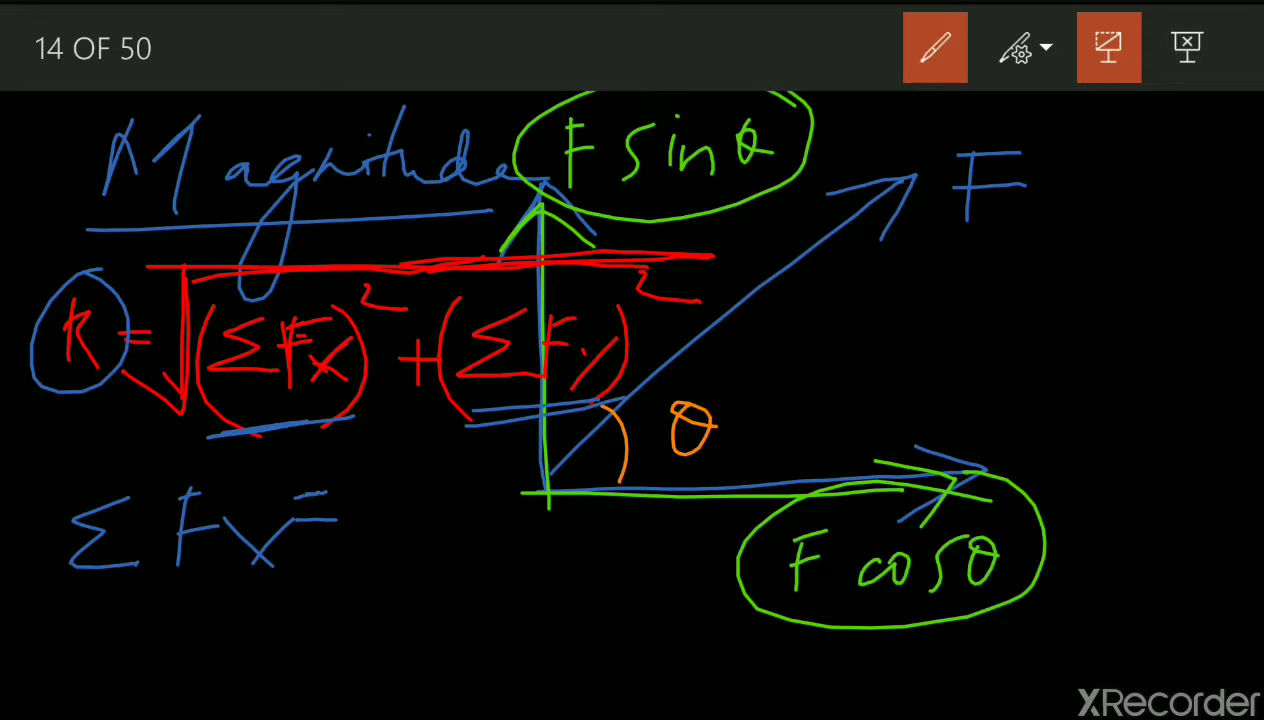 14 OF 50
Magnitude
F sinθ
F
R = √(ΣFx)² + (ΣFy)²
θ
ΣFx =
F cosθ
XRecorder